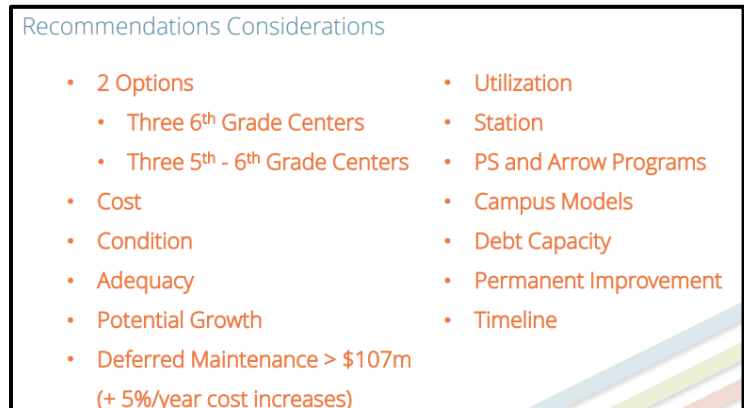 Recommendations Considerations
• 2 Options
• Three 6th Grade Centers
• Three 5th - 6th Grade Centers
• Cost
• Condition
• Adequacy
• Potential Growth
• Deferred Maintenance > $107m
(+ 5%/year cost increases)
• Utilization
• Station
• PS and Arrow Programs
• Campus Models
• Debt Capacity
• Permanent Improvement
• Timeline